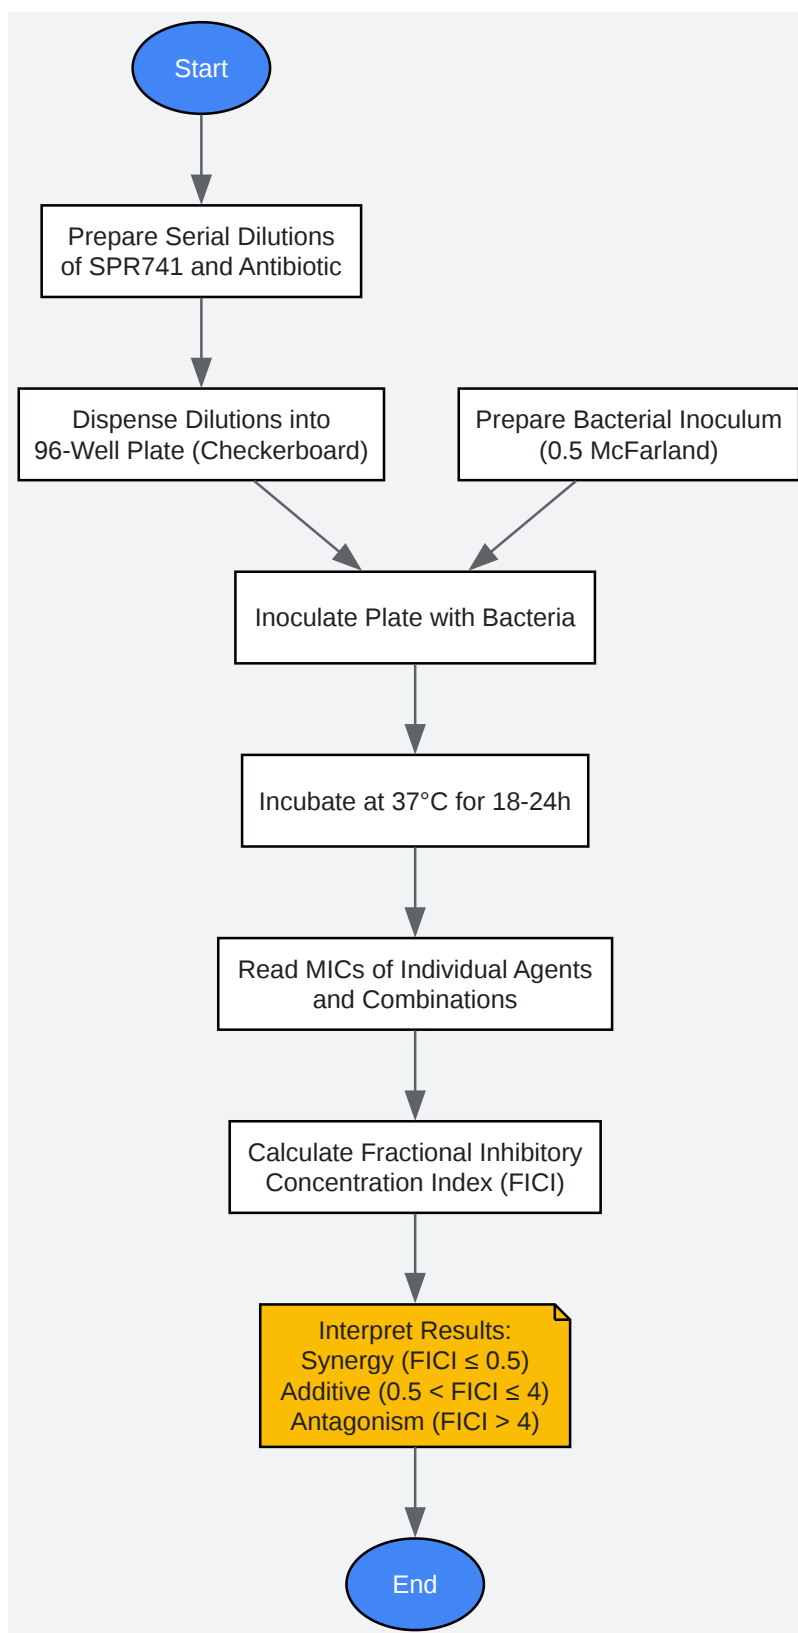 Start
Prepare Serial Dilutions
of SPR741 and Antibiotic
Dispense Dilutions into
96-Well Plate (Checkerboard)
Prepare Bacterial Inoculum
(0.5 McFarland)
Inoculate Plate with Bacteria
Incubate at 37°C for 18-24h
Read MICs of Individual Agents
and Combinations
Calculate Fractional Inhibitory
Concentration Index (FICI)
Interpret Results:
Synergy (FICI ≤ 0.5)
Additive (0.5 < FICI ≤ 4)
Antagonism (FICI > 4)
End